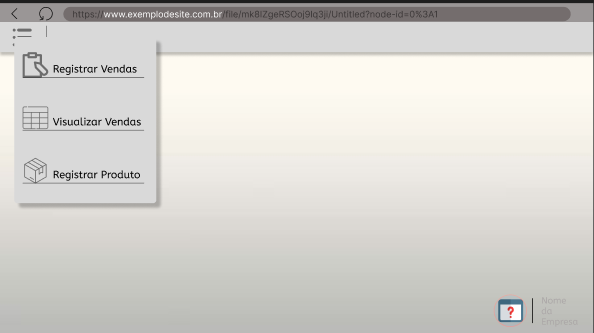 https://www.exemplodesite.com.br/file/mk8iZgeRSOoj9Iq3ji/Untitled?node-id=0%3A1
Registrar Vendas
Visualizar Vendas
Registrar Produto
?
Nome
da
Empresa